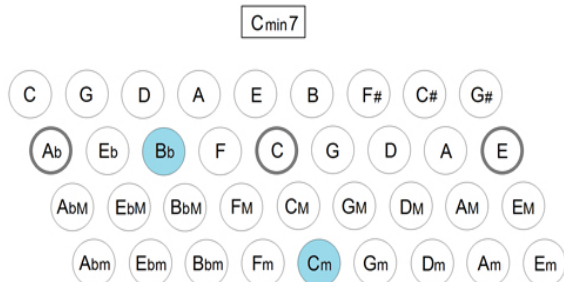 Cmin7
C G D A E B F# C# G#
Ab Eb Bb F C G D A E
AbM EbM BbM FM CM GM DM AM EM
Abm Ebm Bbm Fm Cm Gm Dm Am Em